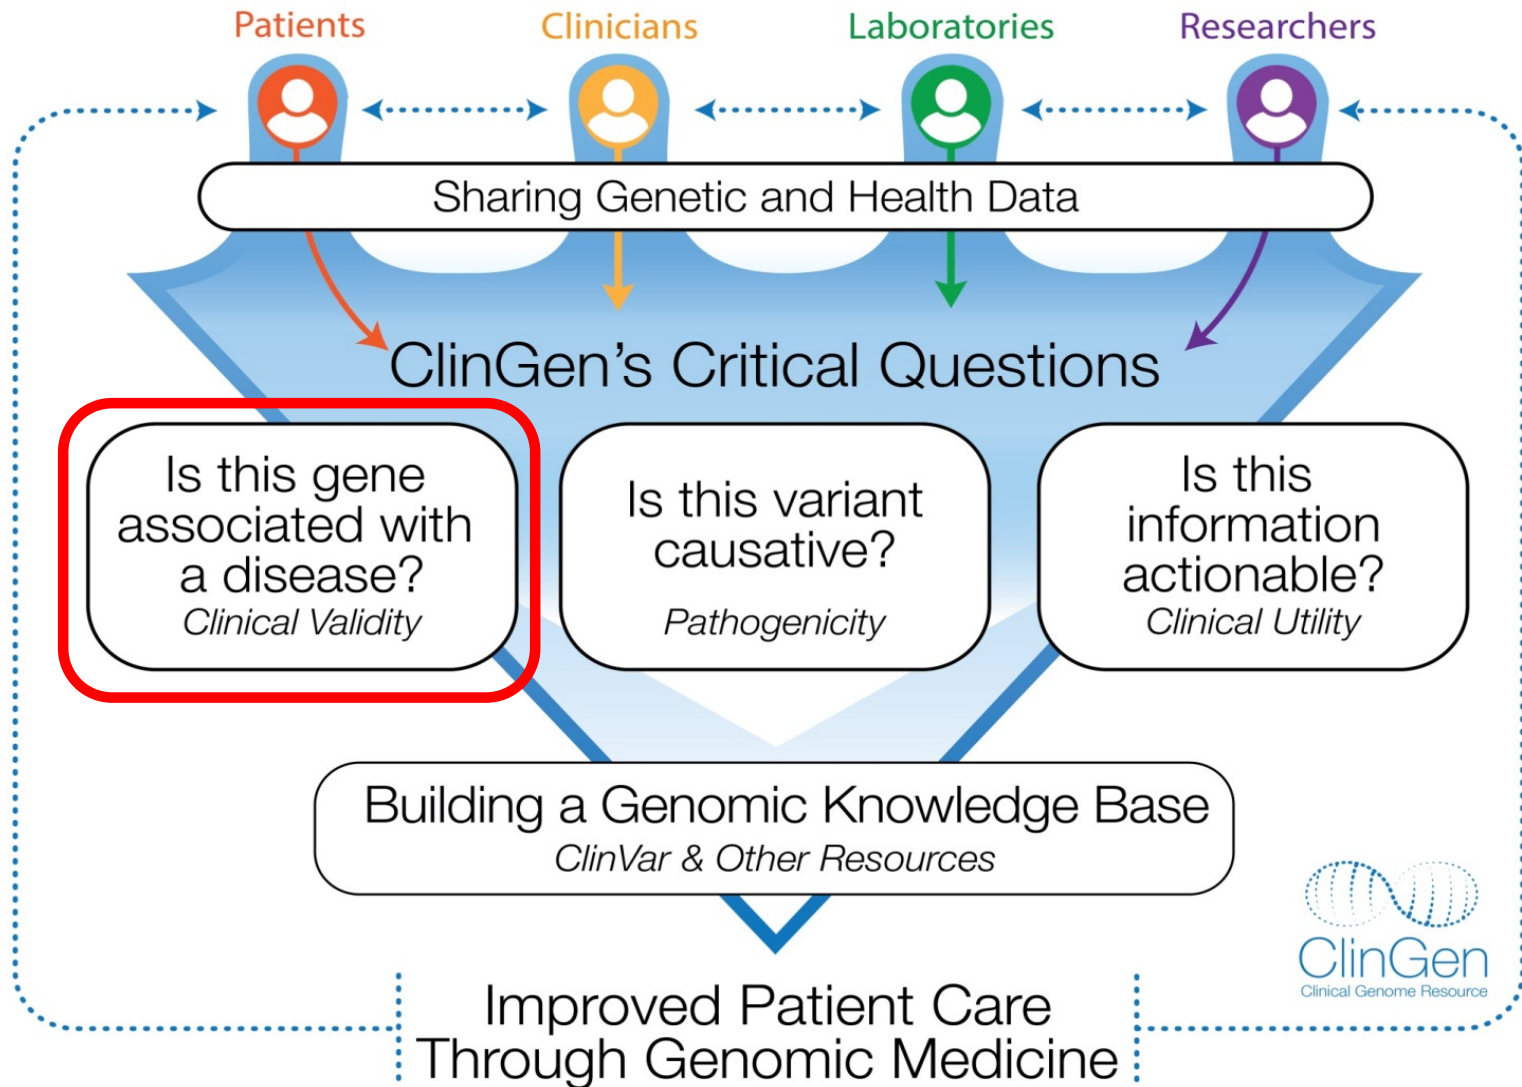 Patients
Clinicians
Laboratories
Researchers
Sharing Genetic and Health Data
ClinGen's Critical Questions
Is this gene
associated with
a disease?
Clinical Validity
Is this variant
causative?
Pathogenicity
Is this
information
actionable?
Clinical Utility
Building a Genomic Knowledge Base
ClinVar & Other Resources
ClinGen
Clinical Genome Resource
Improved Patient Care
Through Genomic Medicine